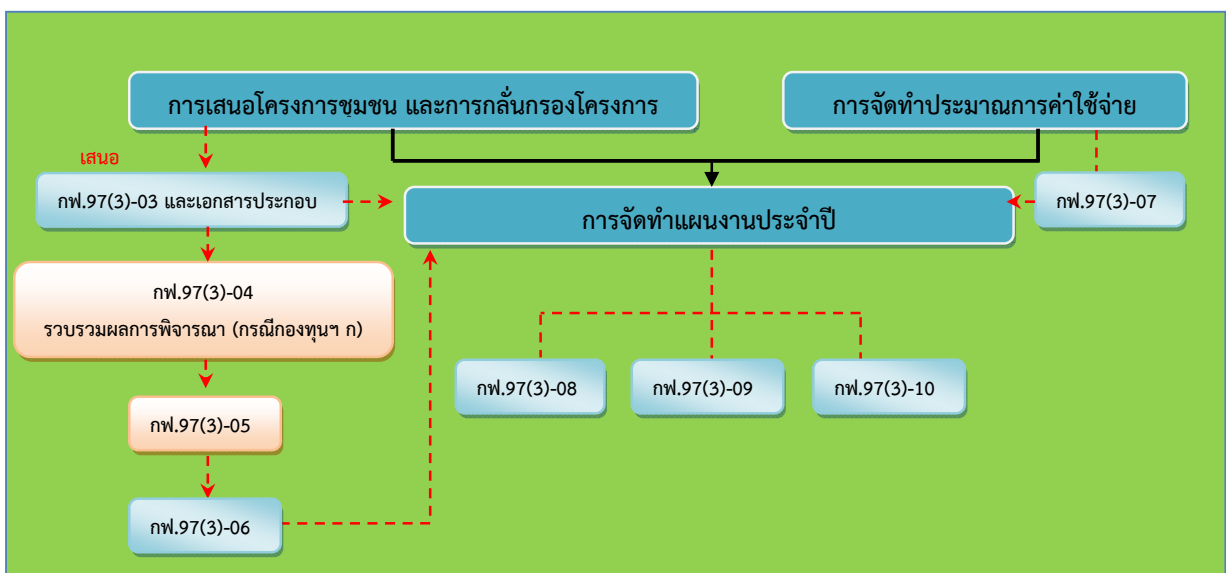 การเสนอโครงการชุมชน และการกลั่นกรองโครงการ
การจัดทำประมาณการค่าใช้จ่าย
เสนอ
กฟ.97(3)-03 และเอกสารประกอบ
กฟ.97(3)-07
การจัดทำแผนงานประจำปี
กฟ.97(3)-04
รวบรวมผลการพิจารณา (กรณีกองทุนฯ ก)
กฟ.97(3)-08
กฟ.97(3)-09
กฟ.97(3)-10
กฟ.97(3)-05
กฟ.97(3)-06